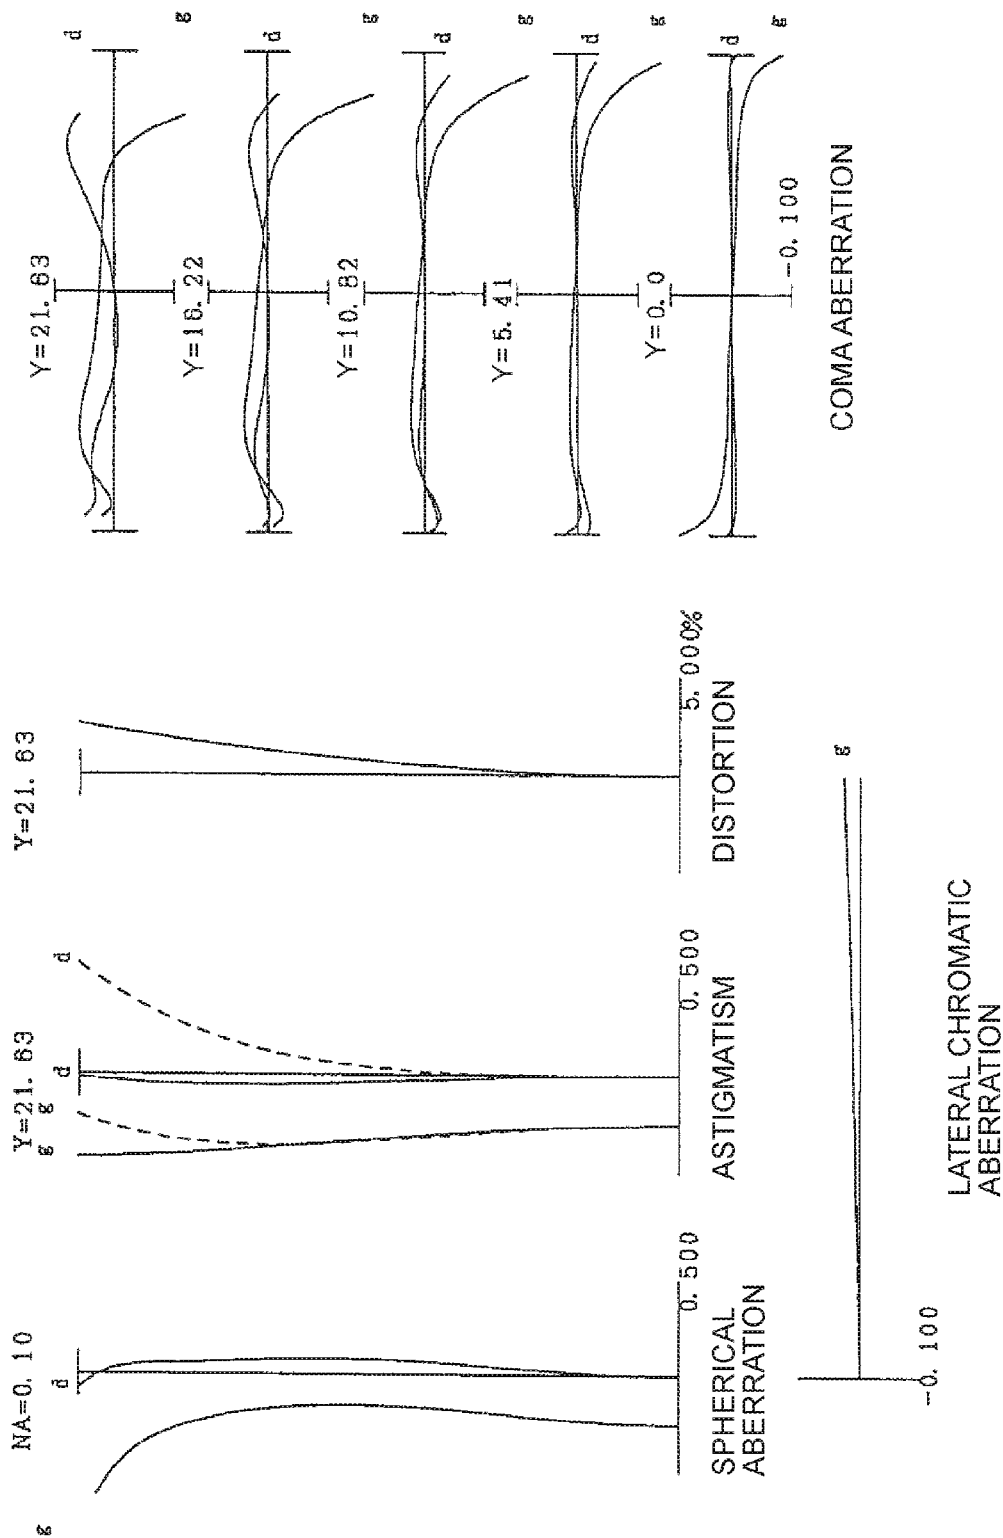 NA=0. 10
g
d
0. 500
SPHERICAL
ABERRATION
Y=21. 63
g
g
d
d
0. 500
ASTIGMATISM
Y=21. 63
5. 000%
DISTORTION
Y=21. 63
d
g
Y=16. 22
d
g
Y=10. 82
d
g
Y=5. 41
d
g
Y=0. 0
d
g
-0. 100
COMA ABERRATION
g
-0. 100
LATERAL CHROMATIC
ABERRATION